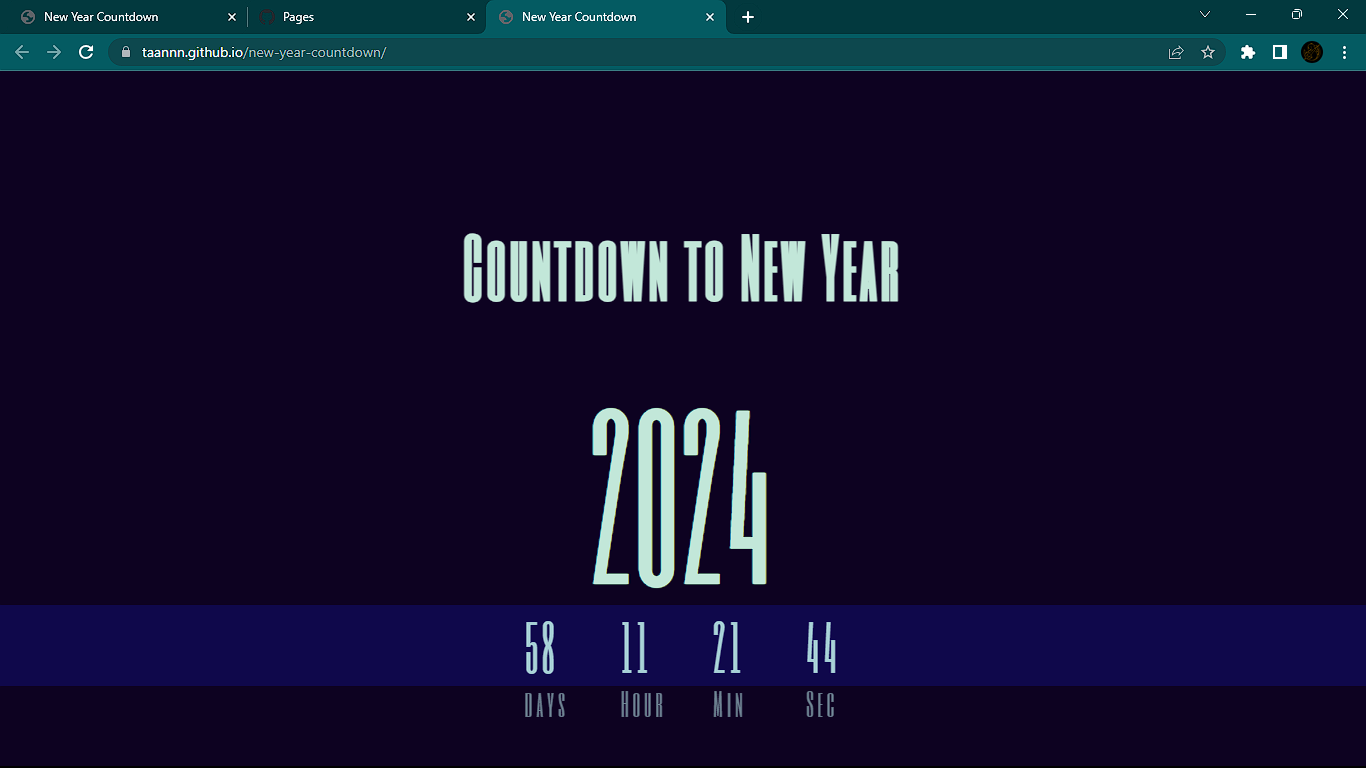 New Year Countdown
Pages
New Year Countdown
taannn.github.io/new-year-countdown/
Countdown to New Year
2024
58 11 21 44
days Hour Min Sec